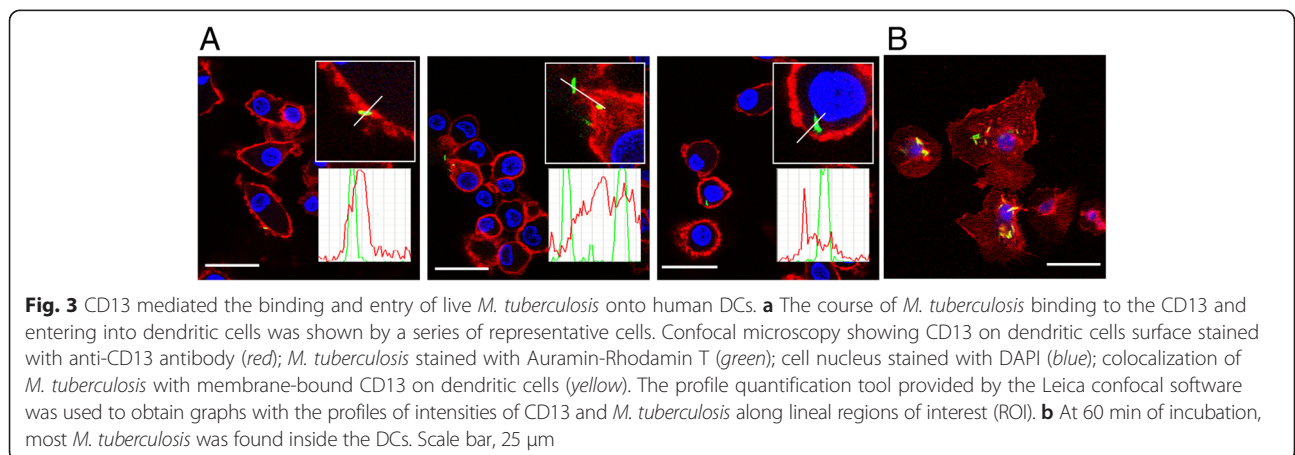 A
B
Fig. 3 CD13 mediated the binding and entry of live M. tuberculosis onto human DCs. a The course of M. tuberculosis binding to the CD13 and
entering into dendritic cells was shown by a series of representative cells. Confocal microscopy showing CD13 on dendritic cells surface stained
with anti-CD13 antibody (red); M. tuberculosis stained with Auramin-Rhodamin T (green); cell nucleus stained with DAPI (blue); colocalization of
M. tuberculosis with membrane-bound CD13 on dendritic cells (yellow). The profile quantification tool provided by the Leica confocal software
was used to obtain graphs with the profiles of intensities of CD13 and M. tuberculosis along lineal regions of interest (ROI). b At 60 min of incubation,
most M. tuberculosis was found inside the DCs. Scale bar, 25 μm